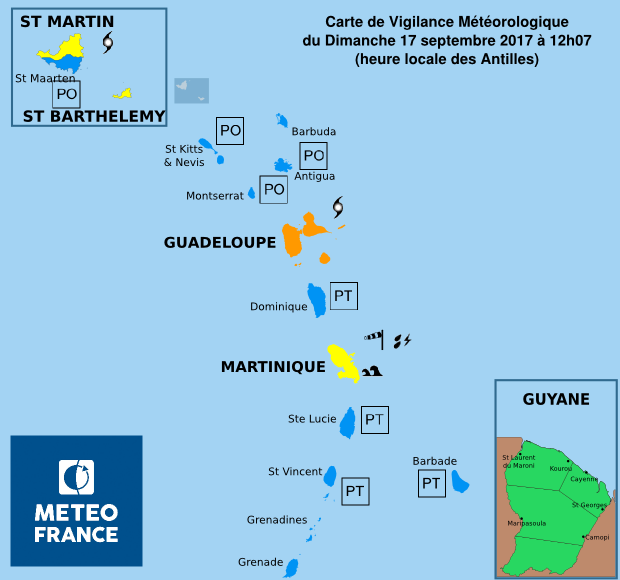 Carte de Vigilance Météorologique
du Dimanche 17 septembre 2017 à 12h07
(heure locale des Antilles)
ST MARTIN
St Maarten
PO
ST BARTHELEMY
PO
Barbuda
St Kitts
& Nevis
PO
Antigua
Montserrat
PO
GUADELOUPE
Dominique
PT
MARTINIQUE
Ste Lucie
PT
St Vincent
PT
Barbade
PT
Grenadines
Grenade
METEO
FRANCE
GUYANE
St Laurent
du Maroni
Kourou
Cayenne
St Georges
Maripasoula
Camopi